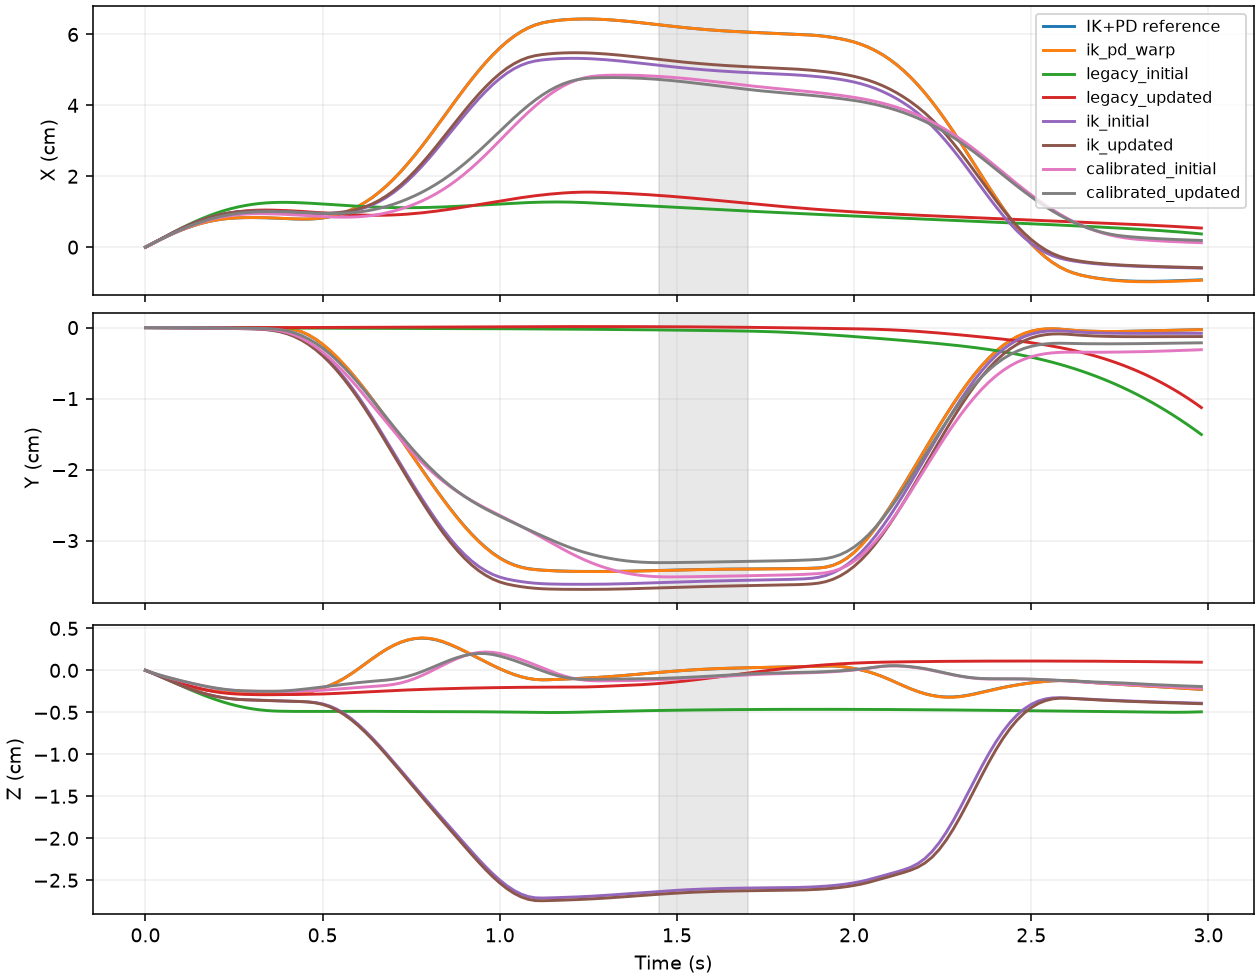 X (cm)
6
4
2
0
IK+PD reference
ik_pd_warp
legacy_initial
legacy_updated
ik_initial
ik_updated
calibrated_initial
calibrated_updated
Y (cm)
0
−1
−2
−3
Z (cm)
0.5
0.0
−0.5
−1.0
−1.5
−2.0
−2.5
0.0 0.5 1.0 1.5 2.0 2.5 3.0
Time (s)